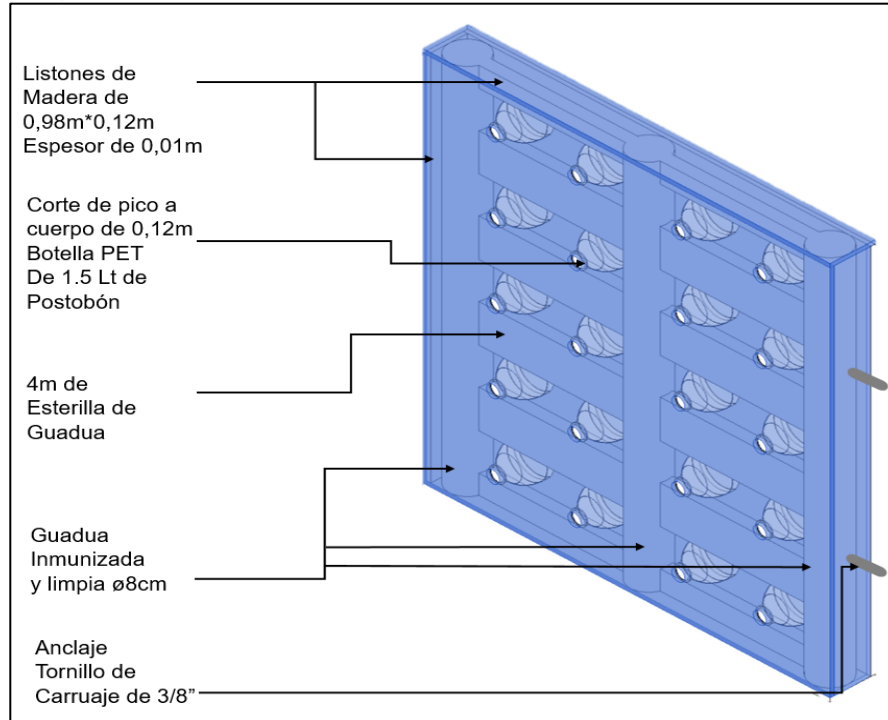 Listones de
Madera de
0,98m*0,12m
Espesor de 0,01m
Corte de pico a
cuerpo de 0,12m
Botella PET
De 1.5 Lt de
Postobón
4m de
Esterilla de
Guadua
Guadua
Inmunizada
y limpia ø8cm
Anclaje
Tornillo de
Carruaje de 3/8”